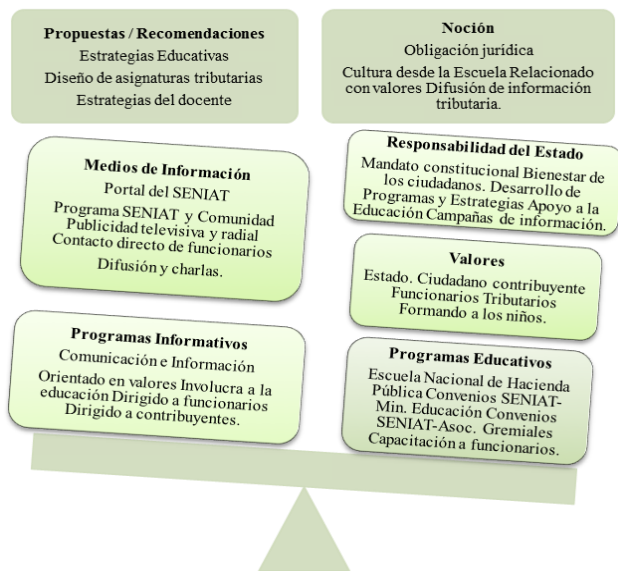 Propuestas / Recomendaciones
Estrategias Educativas
Diseño de asignaturas tributarias
Estrategias del docente
Medios de Información
Portal del SENIAT
Programa SENIAT y Comunidad
Publicidad televisiva y radial
Contacto directo de funcionarios
Difusión y charlas.
Programas Informativos
Comunicación e Información
Orientado en valores Involucra a la
educación Dirigido a funcionarios
Dirigido a contribuyentes.
Noción
Obligación jurídica
Cultura desde la Escuela Relacionado
con valores Difusión de información
tributaria.
Responsabilidad del Estado
Mandato constitucional Bienestar de
los ciudadanos. Desarrollo de
Programas y Estrategias Apoyo a la
Educación Campañas de información.
Valores
Estado. Ciudadano contribuyente
Funcionarios Tributarios
Formando a los niños.
Programas Educativos
Escuela Nacional de Hacienda
Pública Convenios SENIAT-
Min. Educación Convenios
SENIAT-Asoc. Gremiales
Capacitación a funcionarios.